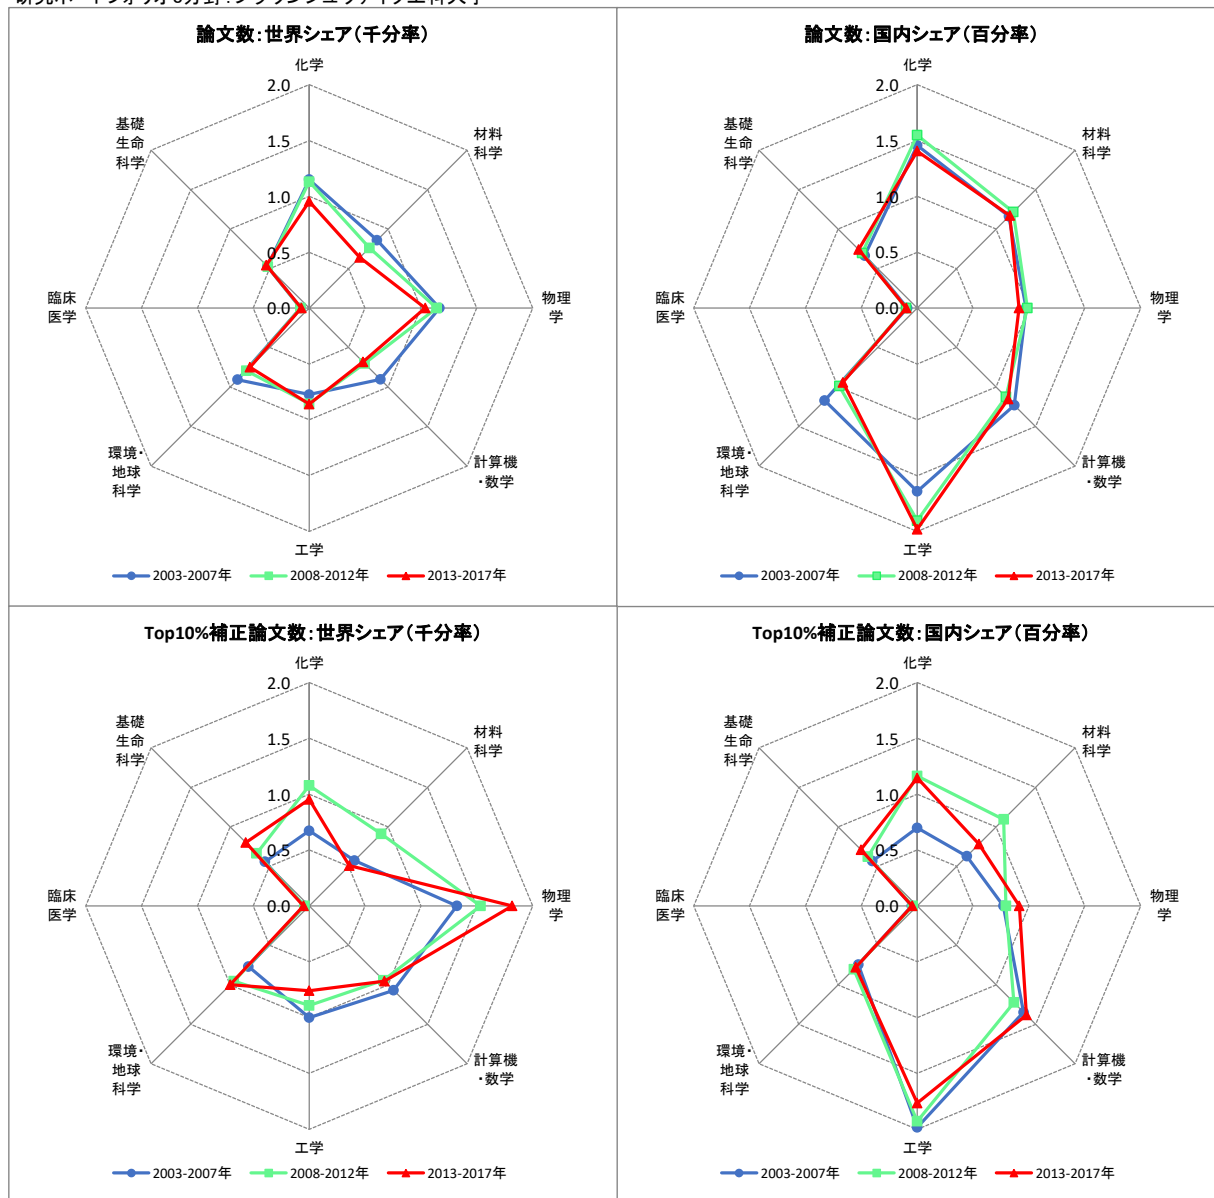 論文数：世界シェア（千分率）
化学
2.0
1.5
1.0
0.5
0.0
基礎
生命
科学
材料
科学
臨床
医学
物理
学
環境・
地球
科学
計算機
・数学
工学
2003-2007年 2008-2012年 2013-2017年
論文数：国内シェア（百分率）
化学
2.0
1.5
1.0
0.5
0.0
基礎
生命
科学
材料
科学
臨床
医学
物理
学
環境・
地球
科学
計算機
・数学
工学
2003-2007年 2008-2012年 2013-2017年
Top10%補正論文数：世界シェア（千分率）
化学
2.0
1.5
1.0
0.5
0.0
基礎
生命
科学
材料
科学
臨床
医学
物理
学
環境・
地球
科学
計算機
・数学
工学
2003-2007年 2008-2012年 2013-2017年
Top10%補正論文数：国内シェア（百分率）
化学
2.0
1.5
1.0
0.5
0.0
基礎
生命
科学
材料
科学
臨床
医学
物理
学
環境・
地球
科学
計算機
・数学
工学
2003-2007年 2008-2012年 2013-2017年